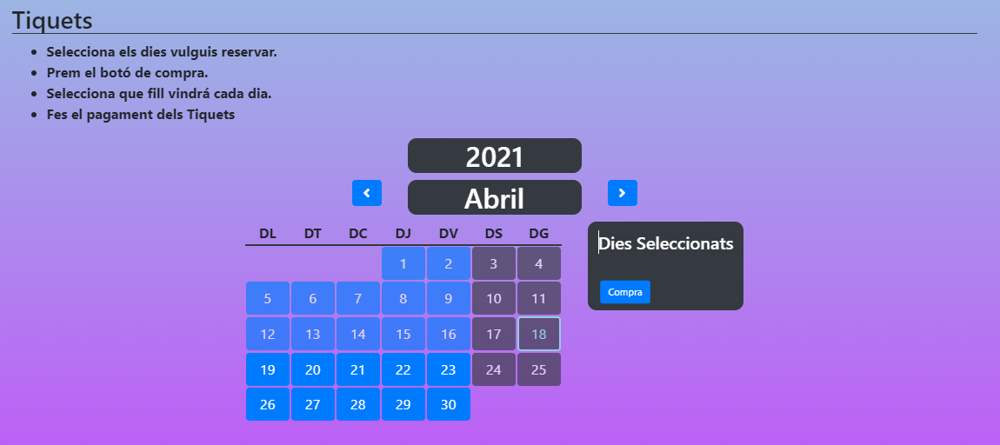 Tiquets
Selecciona els dies vulguis reservar.
Prem el botó de compra.
Selecciona que fill vindrá cada dia.
Fes el pagament dels Tiquets
2021
Abril
DL DT DC DJ DV DS DG
Dies Seleccionats
1 2 3 4
Compra
5 6 7 8 9 10 11
12 13 14 15 16 17 18
19 20 21 22 23 24 25
26 27 28 29 30